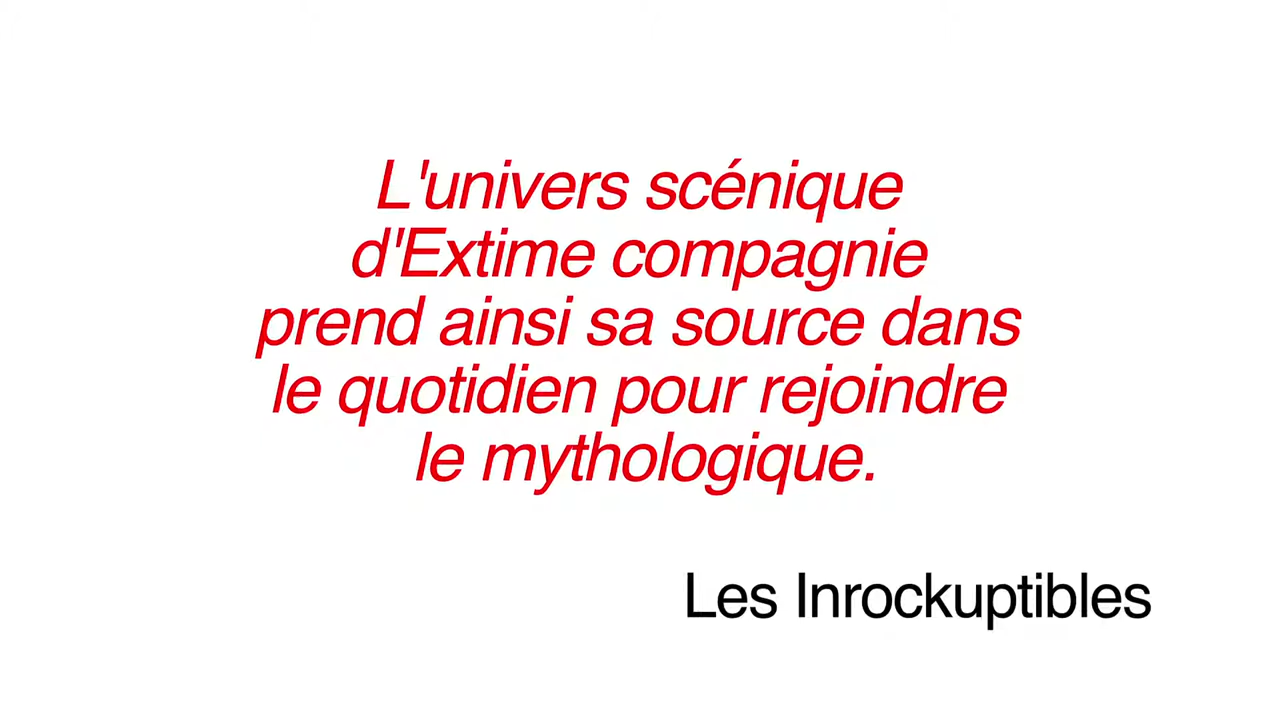 L'univers scénique
d'Extime compagnie
prend ainsi sa source dans
le quotidien pour rejoindre
le mythologique.
Les Inrockuptibles